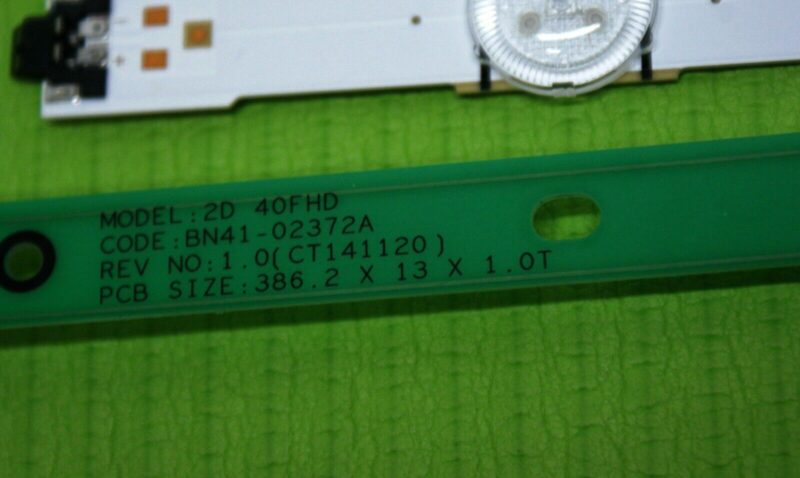 MODEL:2D 40FHD
CODE:BN41-02372A
REV NO:1.0(CT141120)
PCB SIZE:386.2 X 13 X 1.0T